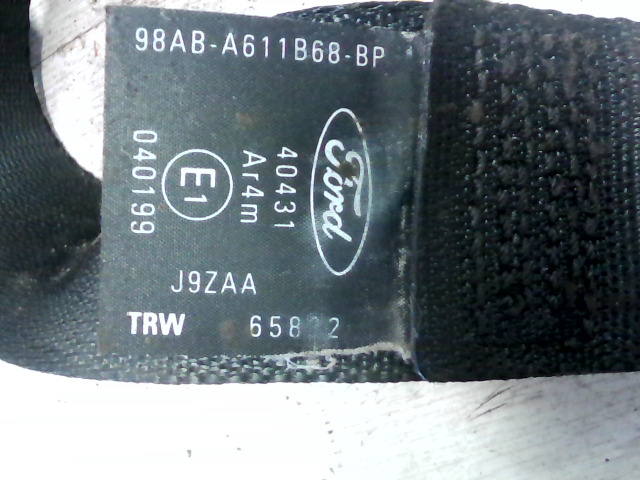 98AB-A611B68-BP
Ford
40431
Ar4m
E1
040199
J9ZAA
TRW